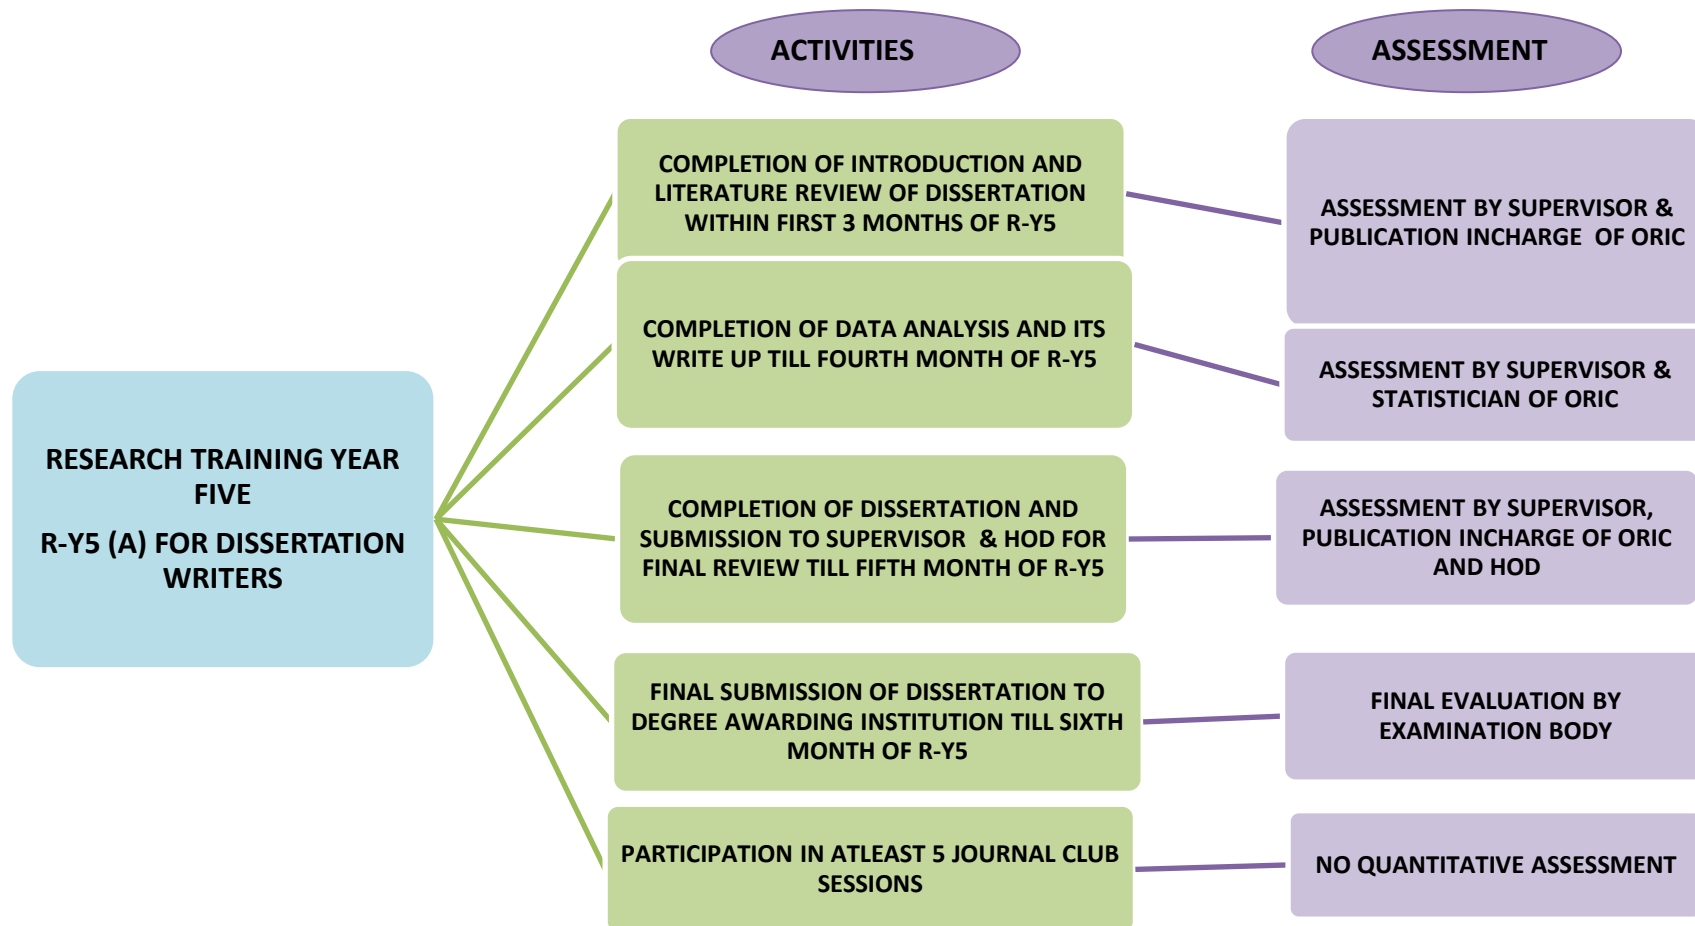 ACTIVITIES
ASSESSMENT
COMPLETION OF INTRODUCTION AND
LITERATURE REVIEW OF DISSERTATION
WITHIN FIRST 3 MONTHS OF R-Y5
ASSESSMENT BY SUPERVISOR &
PUBLICATION INCHARGE OF ORIC
COMPLETION OF DATA ANALYSIS AND ITS
WRITE UP TILL FOURTH MONTH OF R-Y5
ASSESSMENT BY SUPERVISOR &
STATISTICIAN OF ORIC
RESEARCH TRAINING YEAR
FIVE
R-Y5 (A) FOR DISSERTATION
WRITERS
COMPLETION OF DISSERTATION AND
SUBMISSION TO SUPERVISOR & HOD FOR
FINAL REVIEW TILL FIFTH MONTH OF R-Y5
ASSESSMENT BY SUPERVISOR,
PUBLICATION INCHARGE OF ORIC
AND HOD
FINAL SUBMISSION OF DISSERTATION TO
DEGREE AWARDING INSTITUTION TILL SIXTH
MONTH OF R-Y5
FINAL EVALUATION BY
EXAMINATION BODY
PARTICIPATION IN ATLEAST 5 JOURNAL CLUB
SESSIONS
NO QUANTITATIVE ASSESSMENT